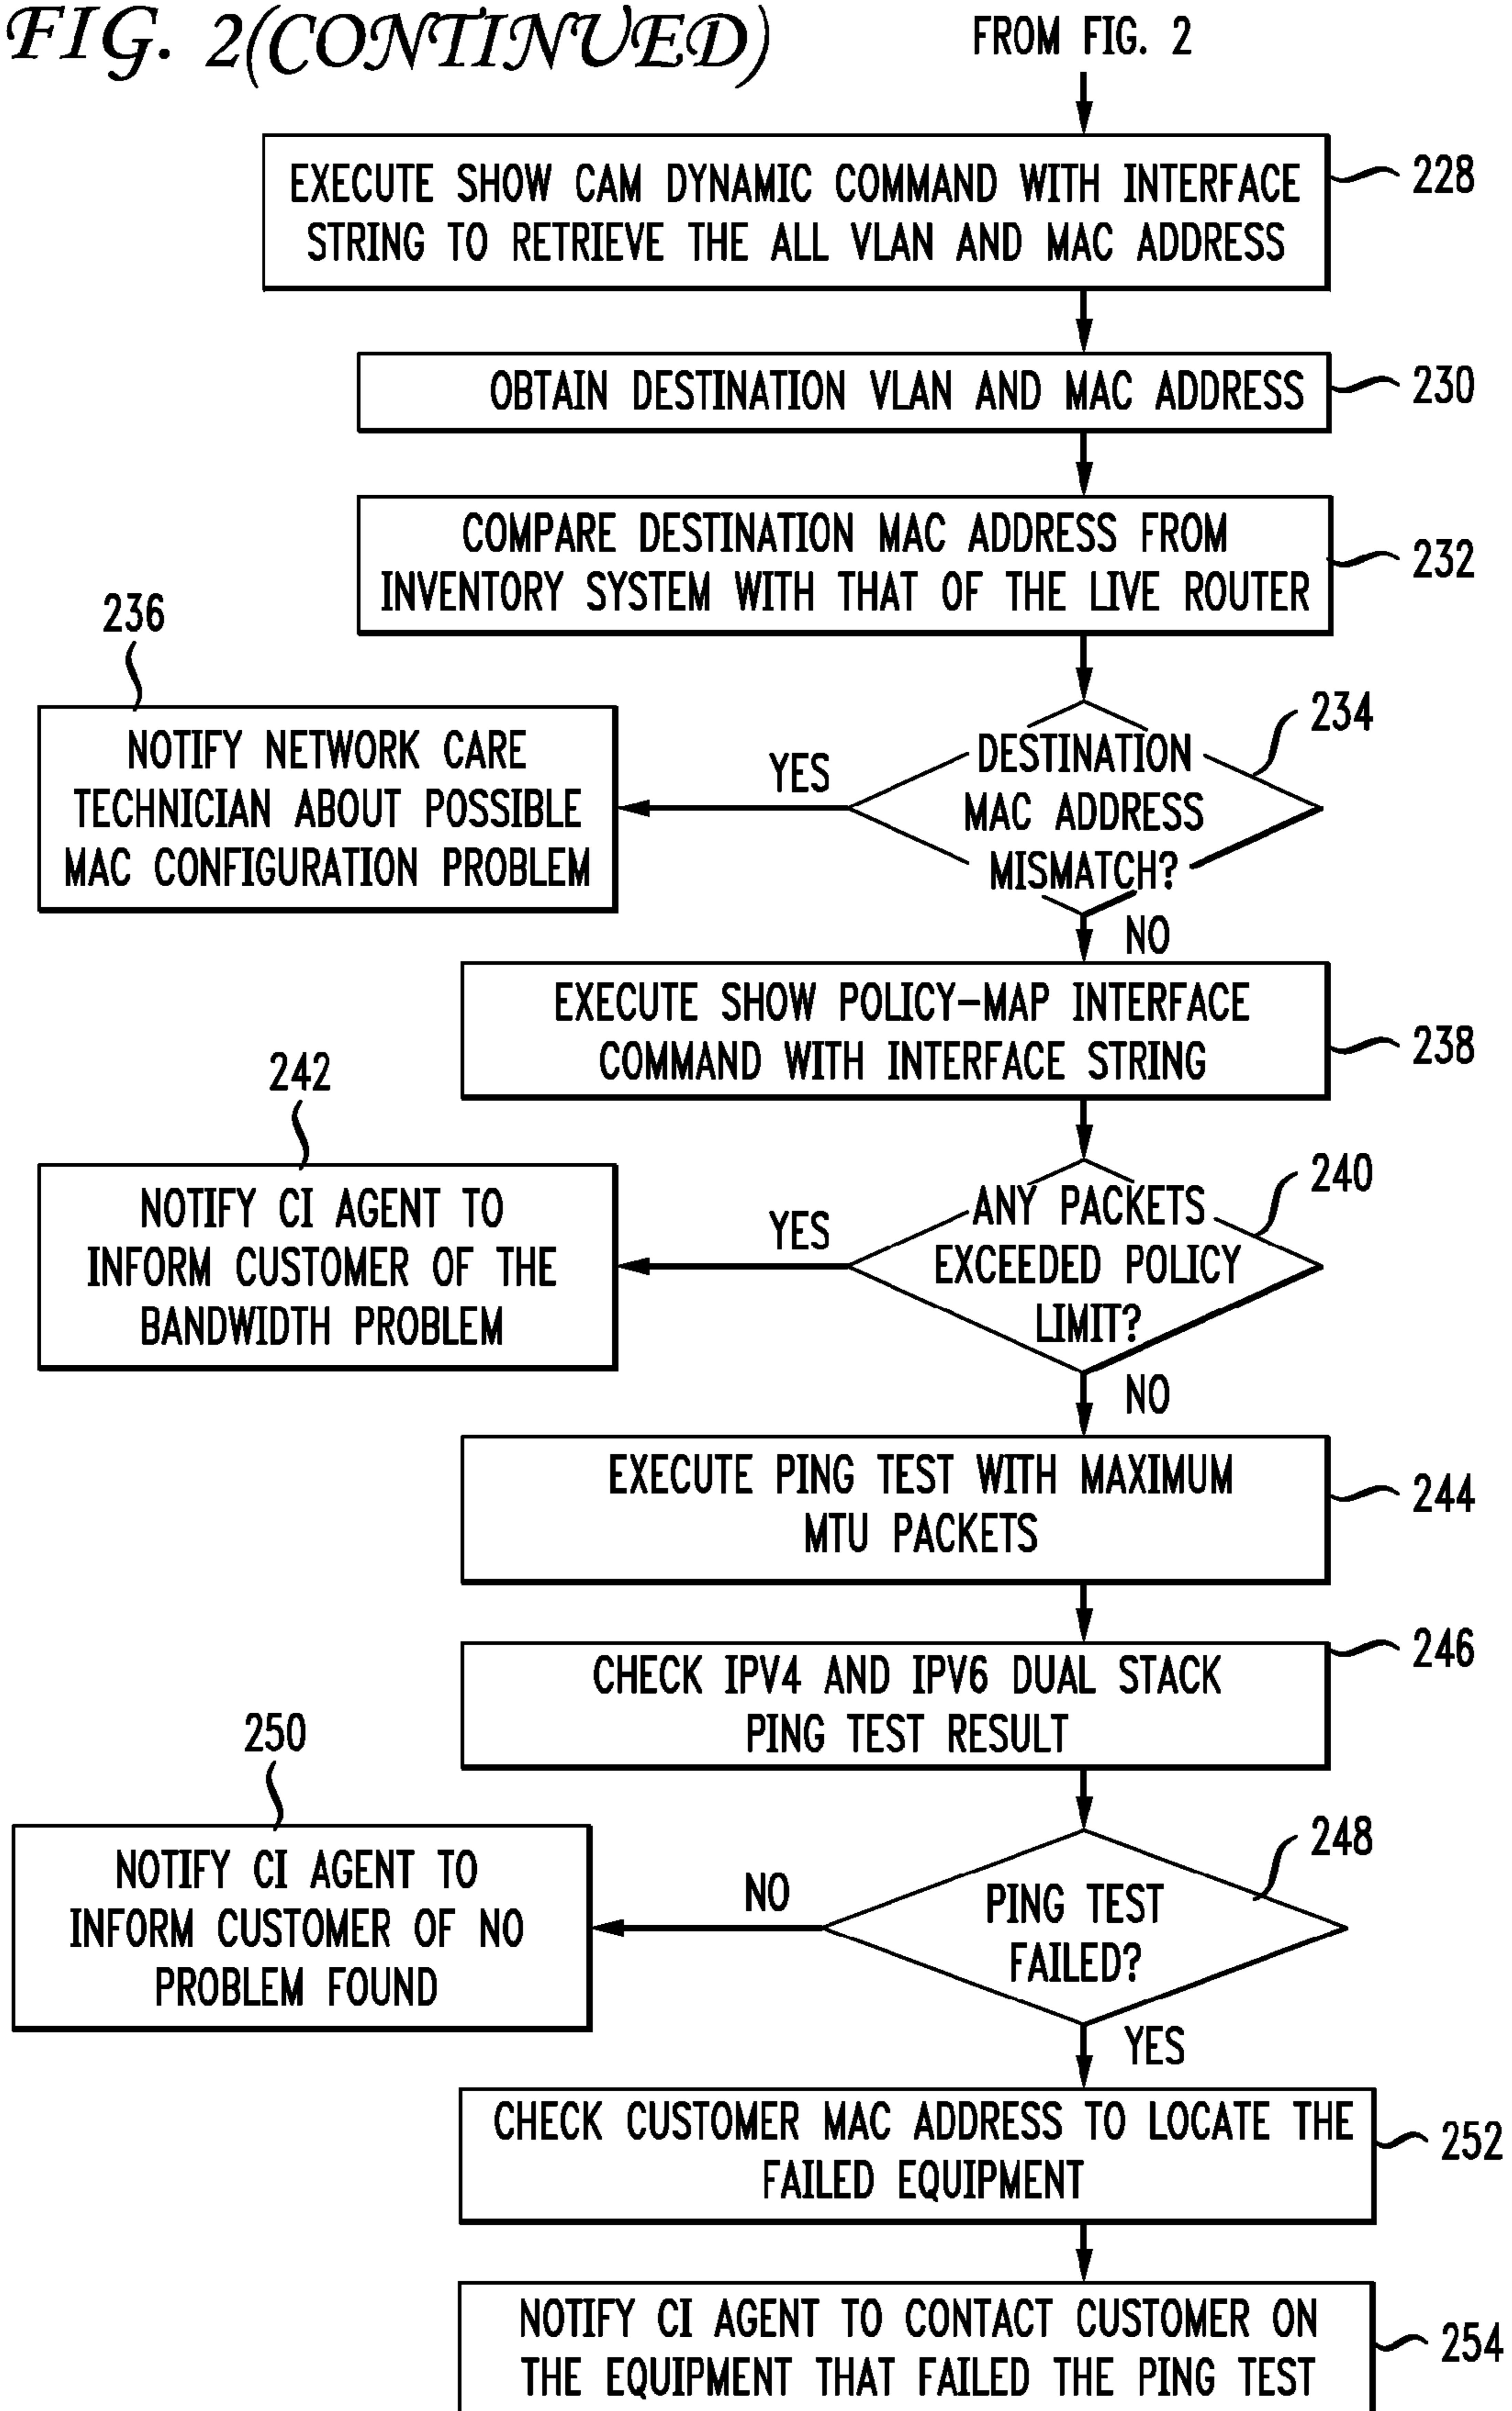 FIG. 2(CONTINUED)
FROM FIG. 2
EXECUTE SHOW CAM DYNAMIC COMMAND WITH INTERFACE
STRING TO RETRIEVE THE ALL VLAN AND MAC ADDRESS
228
OBTAIN DESTINATION VLAN AND MAC ADDRESS
230
COMPARE DESTINATION MAC ADDRESS FROM
INVENTORY SYSTEM WITH THAT OF THE LIVE ROUTER
232
236
NOTIFY NETWORK CARE
TECHNICIAN ABOUT POSSIBLE
MAC CONFIGURATION PROBLEM
YES
DESTINATION
MAC ADDRESS
MISMATCH?
234
NO
EXECUTE SHOW POLICY-MAP INTERFACE
COMMAND WITH INTERFACE STRING
238
242
NOTIFY CI AGENT TO
INFORM CUSTOMER OF THE
BANDWIDTH PROBLEM
YES
ANY PACKETS
EXCEEDED POLICY
LIMIT?
240
NO
EXECUTE PING TEST WITH MAXIMUM
MTU PACKETS
244
CHECK IPV4 AND IPV6 DUAL STACK
PING TEST RESULT
246
250
NOTIFY CI AGENT TO
INFORM CUSTOMER OF NO
PROBLEM FOUND
NO
PING TEST
FAILED?
248
YES
CHECK CUSTOMER MAC ADDRESS TO LOCATE THE
FAILED EQUIPMENT
252
NOTIFY CI AGENT TO CONTACT CUSTOMER ON
THE EQUIPMENT THAT FAILED THE PING TEST
254